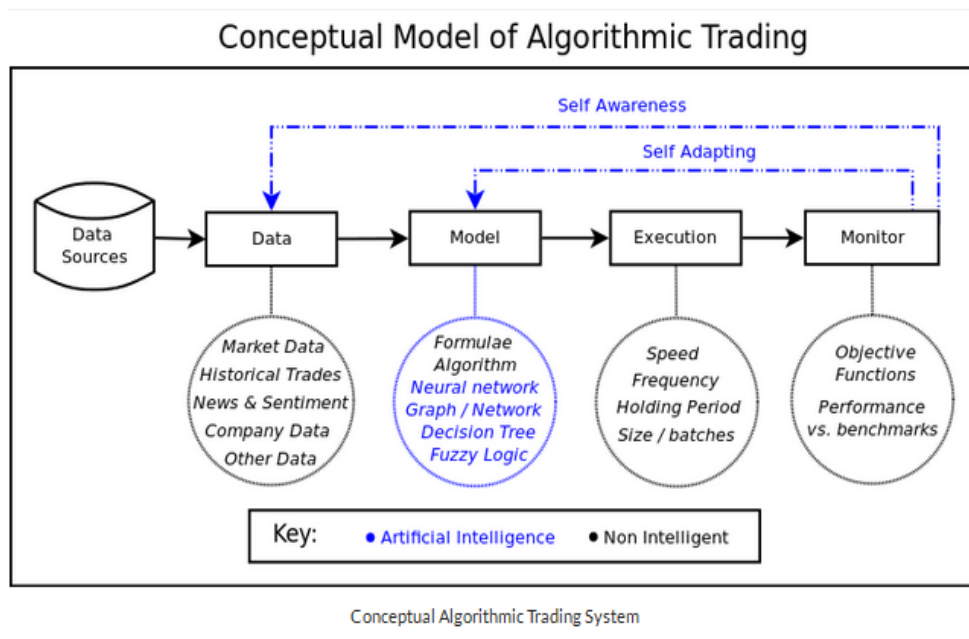 Conceptual Model of Algorithmic Trading
Self Awareness
Self Adapting
Data
Sources
Data
Model
Execution
Monitor
Market Data
Historical Trades
News & Sentiment
Company Data
Other Data
Formulae
Algorithm
Neural network
Graph / Network
Decision Tree
Fuzzy Logic
Speed
Frequency
Holding Period
Size / batches
Objective
Functions
Performance
vs. benchmarks
Key:
Artificial Intelligence
Non Intelligent
Conceptual Algorithmic Trading System